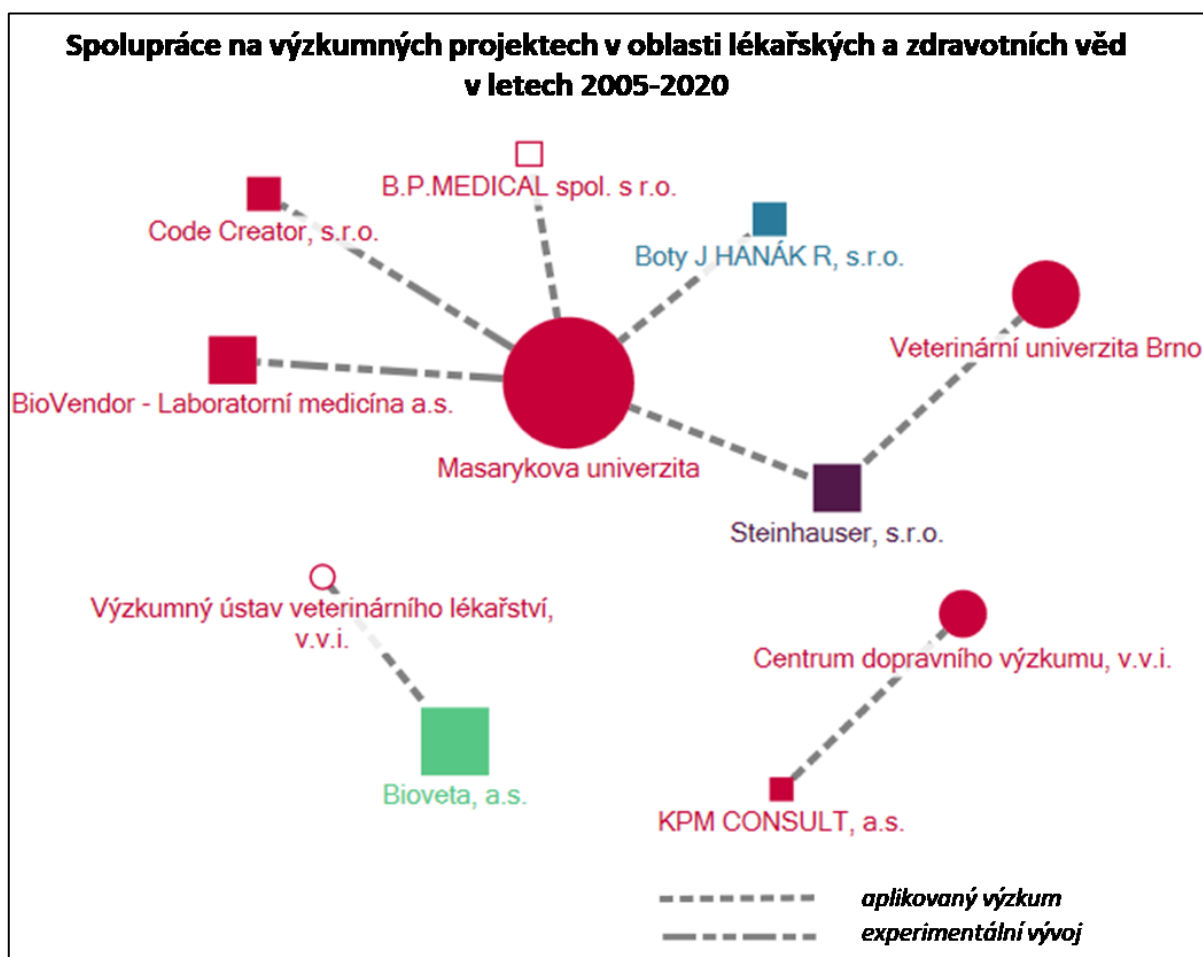 Spolupráce na výzkumných projektech v oblasti lékařských a zdravotních věd
v letech 2005-2020
B.P.MEDICAL spol. s r.o.
Code Creator, s.r.o.
Boty J HANÁK R, s.r.o.
Veterinární univerzita Brno
BioVendor - Laboratorní medicína a.s.
Masarykova univerzita
Steinhauser, s.r.o.
Výzkumný ústav veterinárního lékařství,
v.v.i.
Centrum dopravního výzkumu, v.v.i.
Bioveta, a.s.
KPM CONSULT, a.s.
aplikovaný výzkum
experimentální vývoj